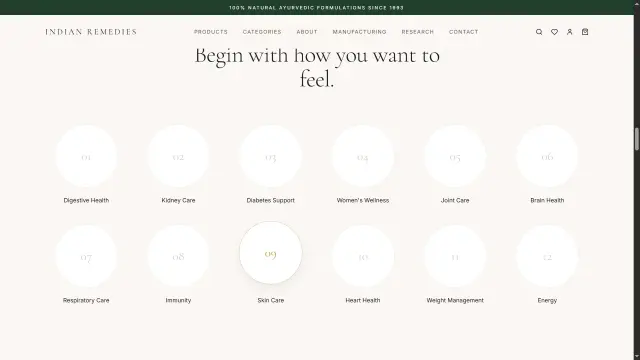 100% NATURAL AYURVEDIC FORMULATIONS SINCE 1993
INDIAN REMEDIES
PRODUCTS CATEGORIES ABOUT MANUFACTURING RESEARCH CONTACT
Begin with how you want to
feel.
01 02 03 04 05 06
Digestive Health Kidney Care Diabetes Support Women's Wellness Joint Care Brain Health
07 08 09 10 11 12
Respiratory Care Immunity Skin Care Heart Health Weight Management Energy